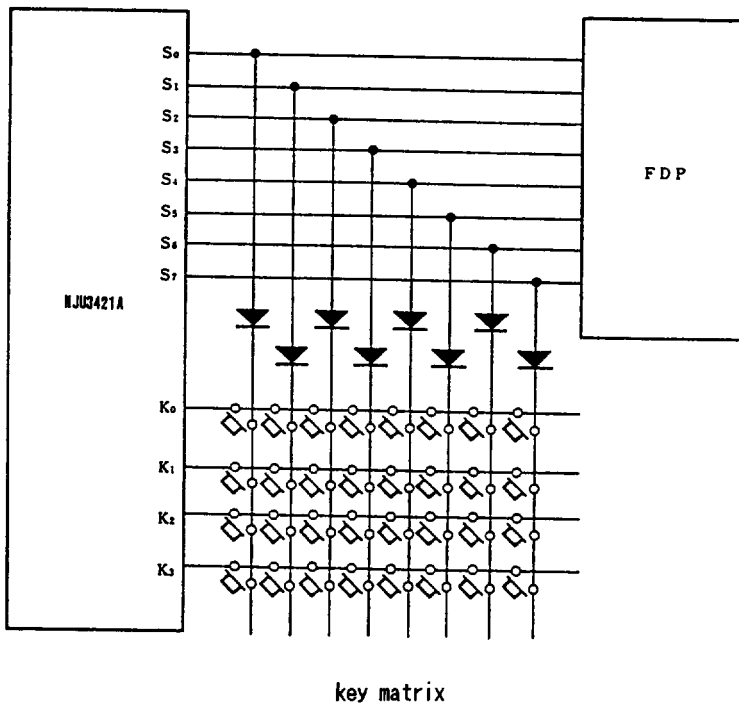 S₀
S₁
S₂
S₃
S₄
S₅
S₆
S₇
FDP
NJU3421A
K₀
K₁
K₂
K₃
key matrix